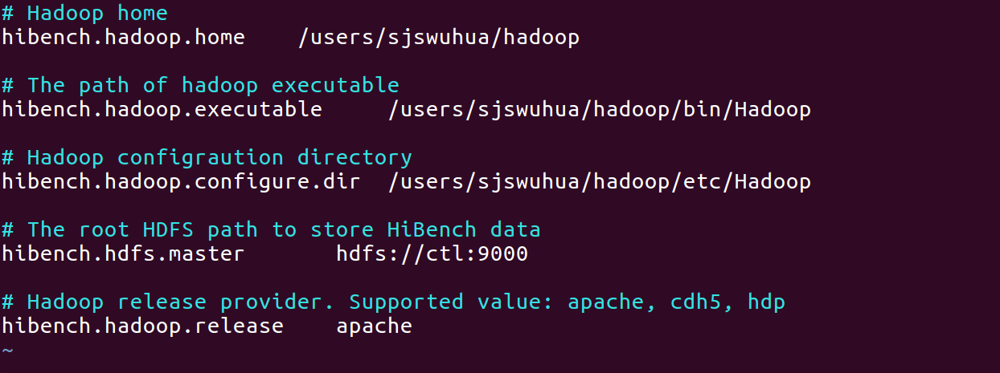 # Hadoop home
hibench.hadoop.home    /users/sjswuhua/hadoop
# The path of hadoop executable
hibench.hadoop.executable     /users/sjswuhua/hadoop/bin/Hadoop
# Hadoop configraution directory
hibench.hadoop.configure.dir  /users/sjswuhua/hadoop/etc/Hadoop
# The root HDFS path to store HiBench data
hibench.hdfs.master       hdfs://ctl:9000
# Hadoop release provider. Supported value: apache, cdh5, hdp
hibench.hadoop.release    apache
~